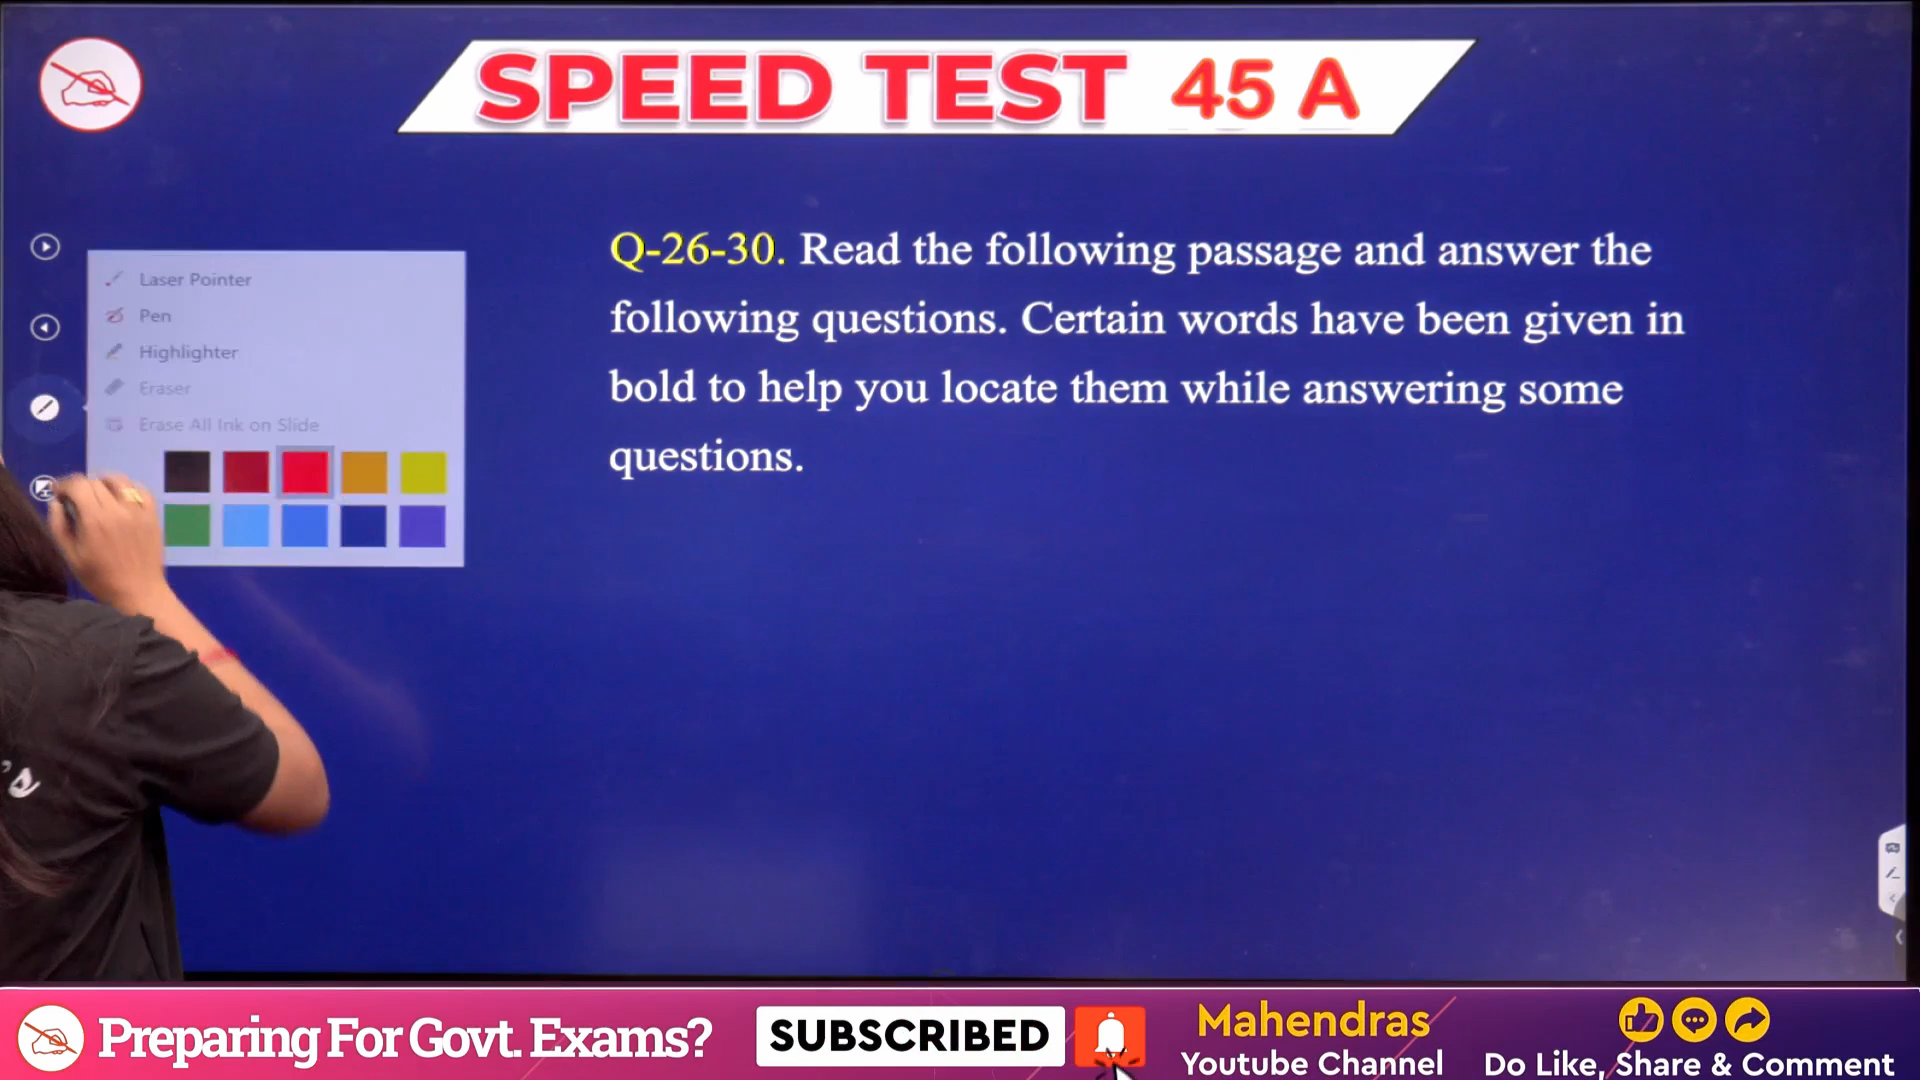 SPEED TEST 45 A
Q-26-30. Read the following passage and answer the
following questions. Certain words have been given in
bold to help you locate them while answering some
questions.
Laser Pointer
Pen
Highlighter
Eraser
Erase All Ink on Slide
Preparing For Govt. Exams?
SUBSCRIBED
Mahendras
Youtube Channel
Do Like, Share & Comment